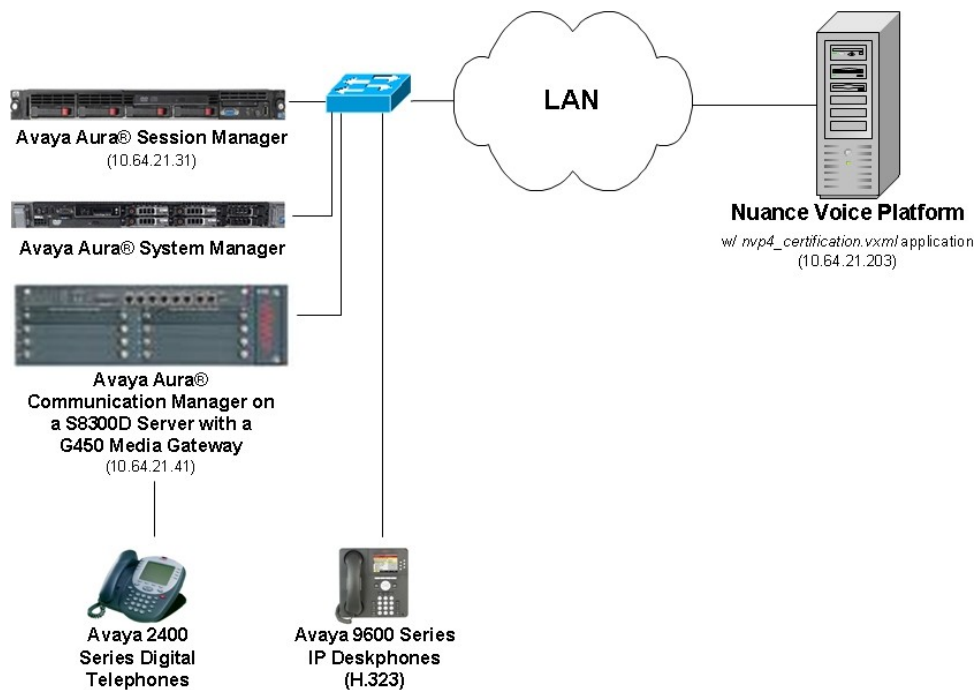 LAN
Avaya Aura® Session Manager
(10.64.21.31)
Avaya Aura® System Manager
Nuance Voice Platform
w/ nvp4_certification.vxml application
(10.64.21.203)
Avaya Aura®
Communication Manager on
a S8300D Server with a
G450 Media Gateway
(10.64.21.41)
Avaya 2400
Series Digital
Telephones
Avaya 9600 Series
IP Deskphones
(H.323)